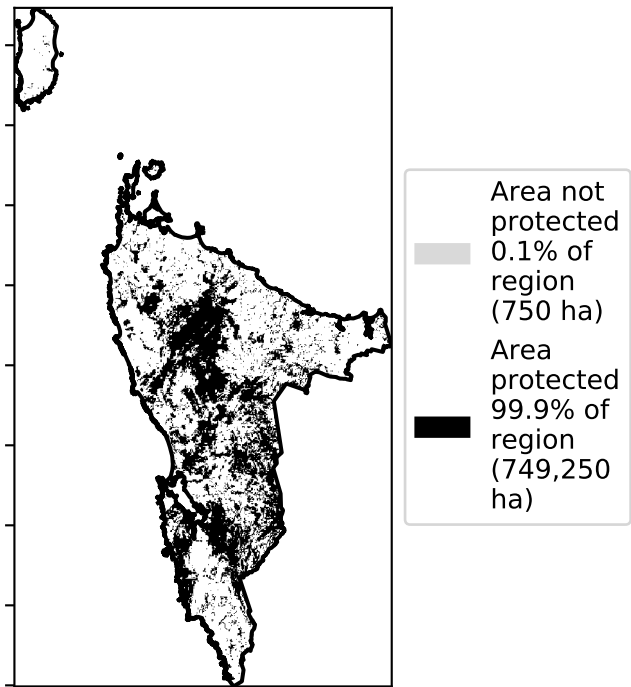 Area not
protected
0.1% of
region
(750 ha)
Area
protected
99.9% of
region
(749,250
ha)